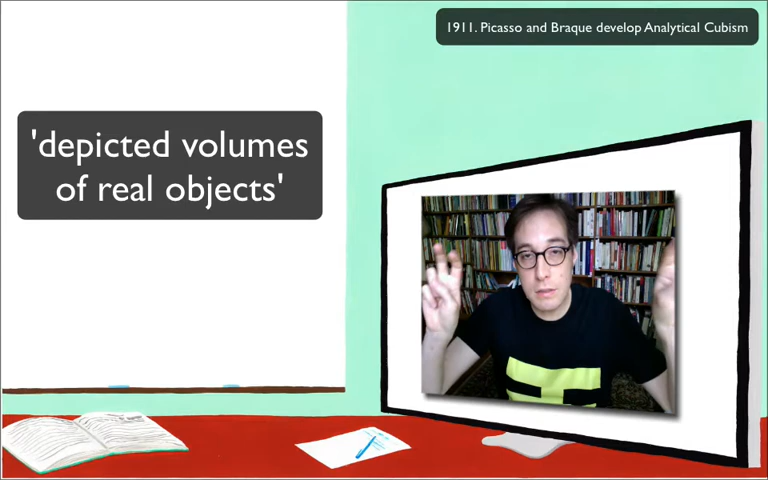 1911. Picasso and Braque develop Analytical Cubism
'depicted volumes
of real objects'